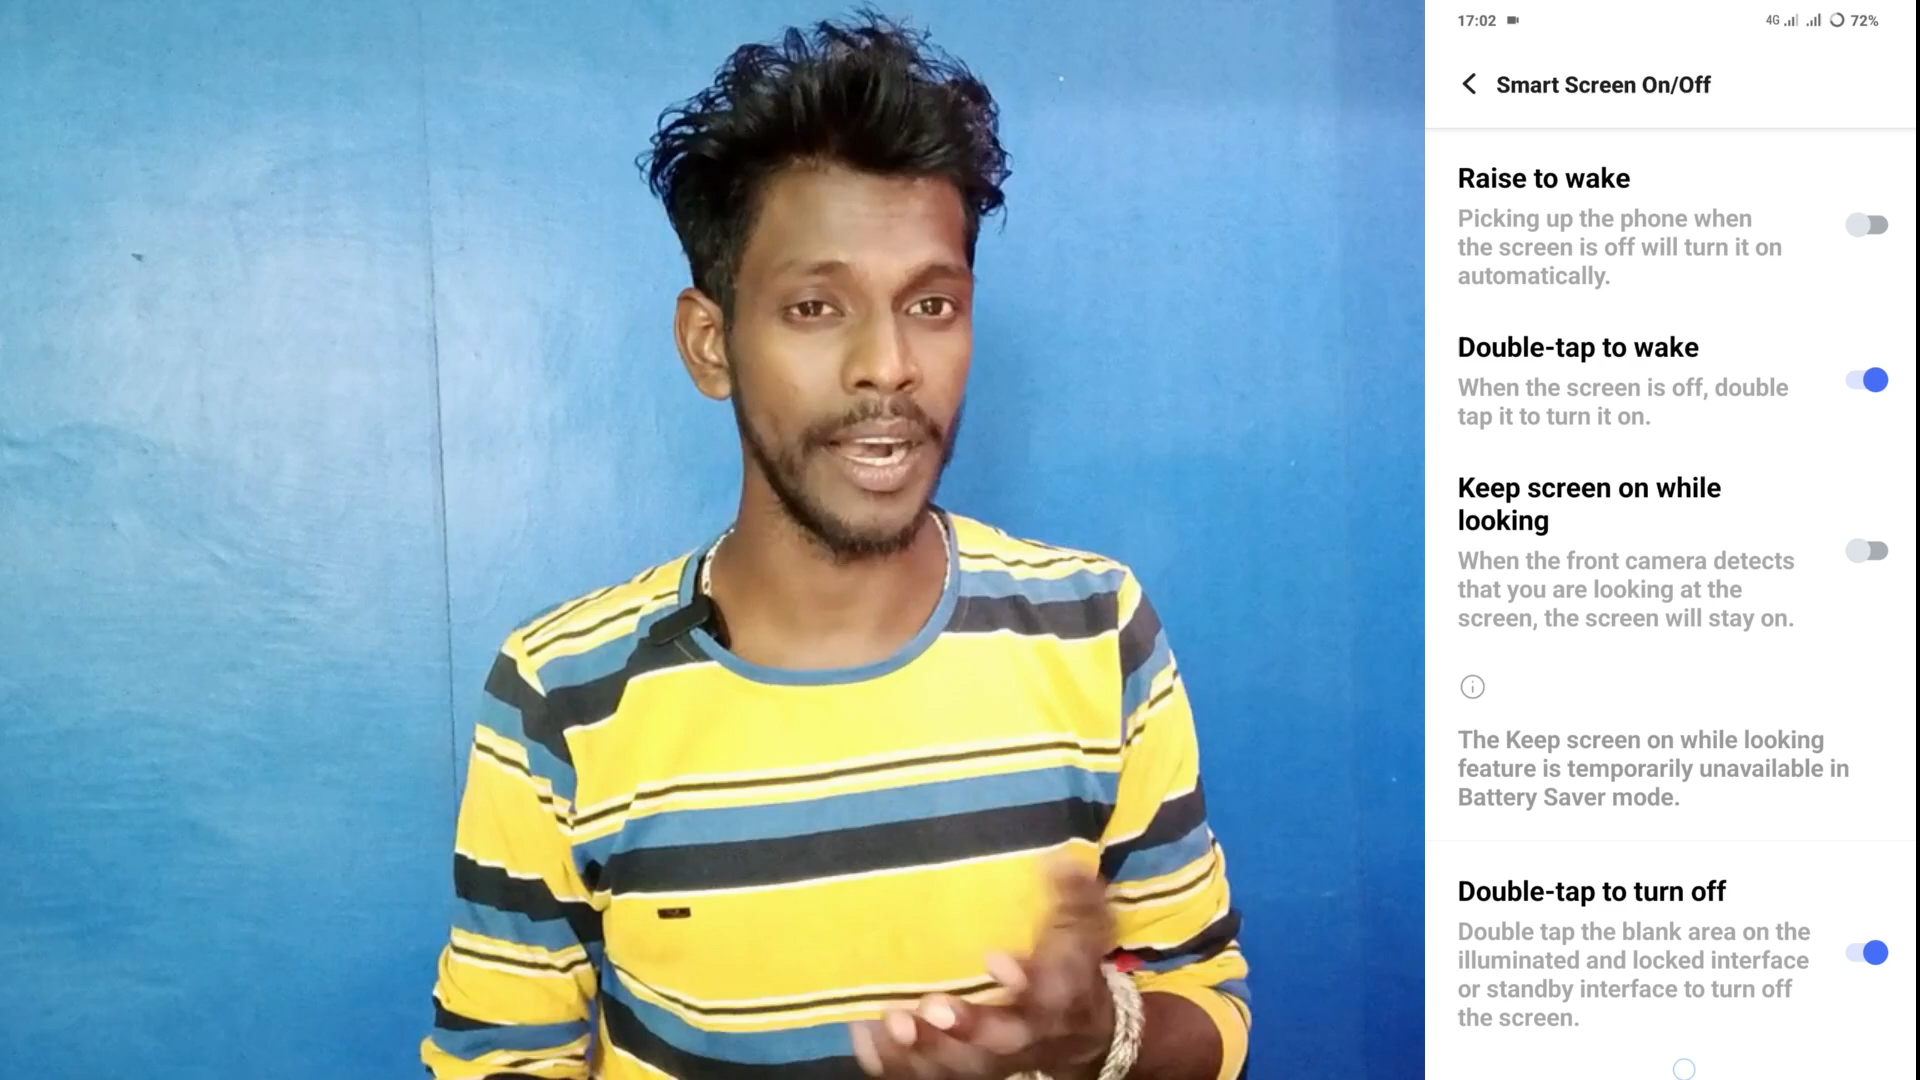 17:02
4G 72%
Smart Screen On/Off
Raise to wake
Picking up the phone when
the screen is off will turn it on
automatically.
Double-tap to wake
When the screen is off, double
tap it to turn it on.
Keep screen on while
looking
When the front camera detects
that you are looking at the
screen, the screen will stay on.
The Keep screen on while looking
feature is temporarily unavailable in
Battery Saver mode.
Double-tap to turn off
Double tap the blank area on the
illuminated and locked interface
or standby interface to turn off
the screen.